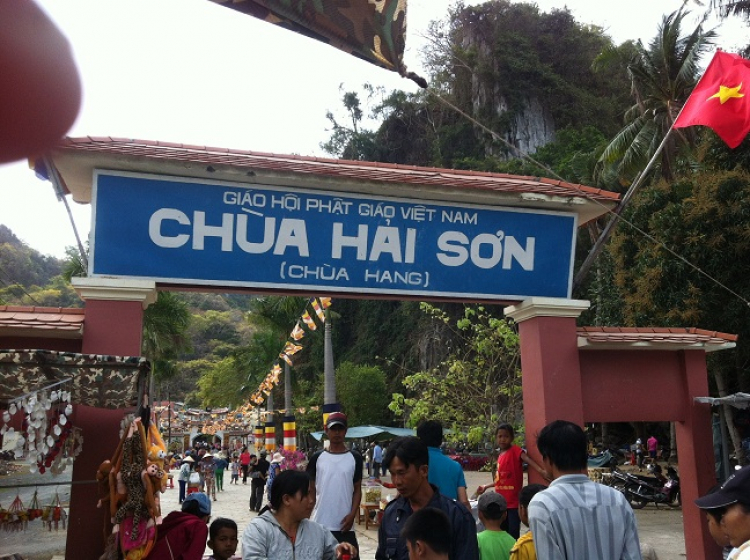 GIÁO HỘI PHẬT GIÁO VIỆT NAM
CHÙA HẢI SƠN
(CHÙA HANG)